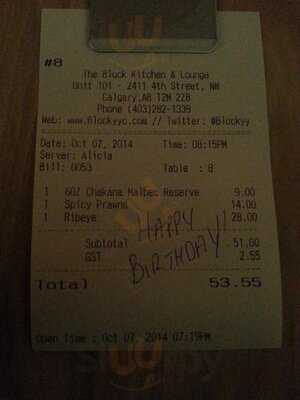 #8
The Block Kitchen & Lounge
Unit 101 - 2411 4th Street, NW
Calgary,AB T2M 2Z8
Phone (403)282-1339
Web: www.Blockyyc.com // Twitter: @Blockyy
Date: Oct 07, 2014 Time: 08:15PM
Server: Alicia
Bill: 0053 Table : 8
1 6OZ Chakana Malbec Reserve 9.00
1 Spicy Prawns 14.00
1 Ribeye 28.00
HAPPY
BIRTHDAY!
Subtotal 51.00
GST 2.55
Total 53.55
Open Time : Oct 07, 2014 07:19PM